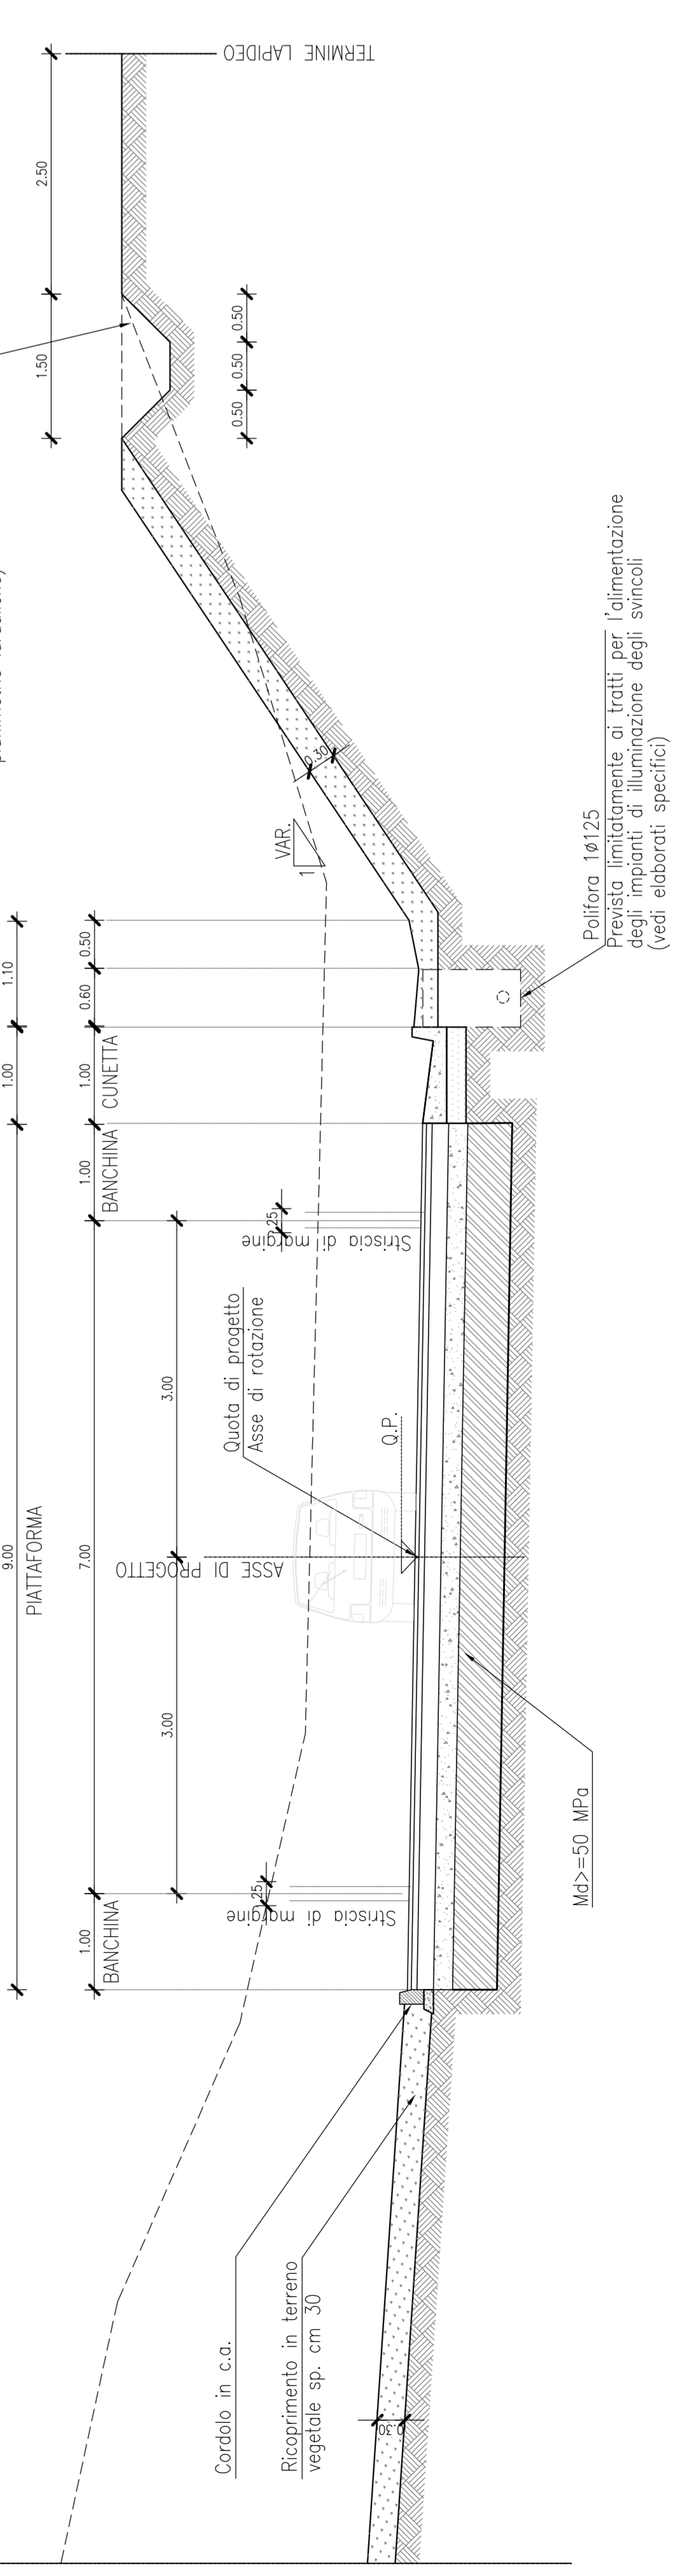 TERMINE LAPIDEO
2.50
1.50
0.50
0.50
0.50
VAR.
1
0.30
Polifora 1ø125
Prevista limitatamente ai tratti per l'alimentazione
degli impianti di illuminazione degli svincoli
(vedi elaborati specifici)
1.10
0.50
0.60
1.00
1.00
CUNETTA
1.00
BANCHINA
.25
Striscia di margine
9.00
PIATTAFORMA
7.00
3.00
3.00
Quota di progetto
Asse di rotazione
Q.P.
ASSE DI PROGETTO
.25
Striscia di margine
1.00
BANCHINA
Md>=50 MPa
Cordolo in c.a.
Ricoprimento in terreno
vegetale sp. cm 30
0.30